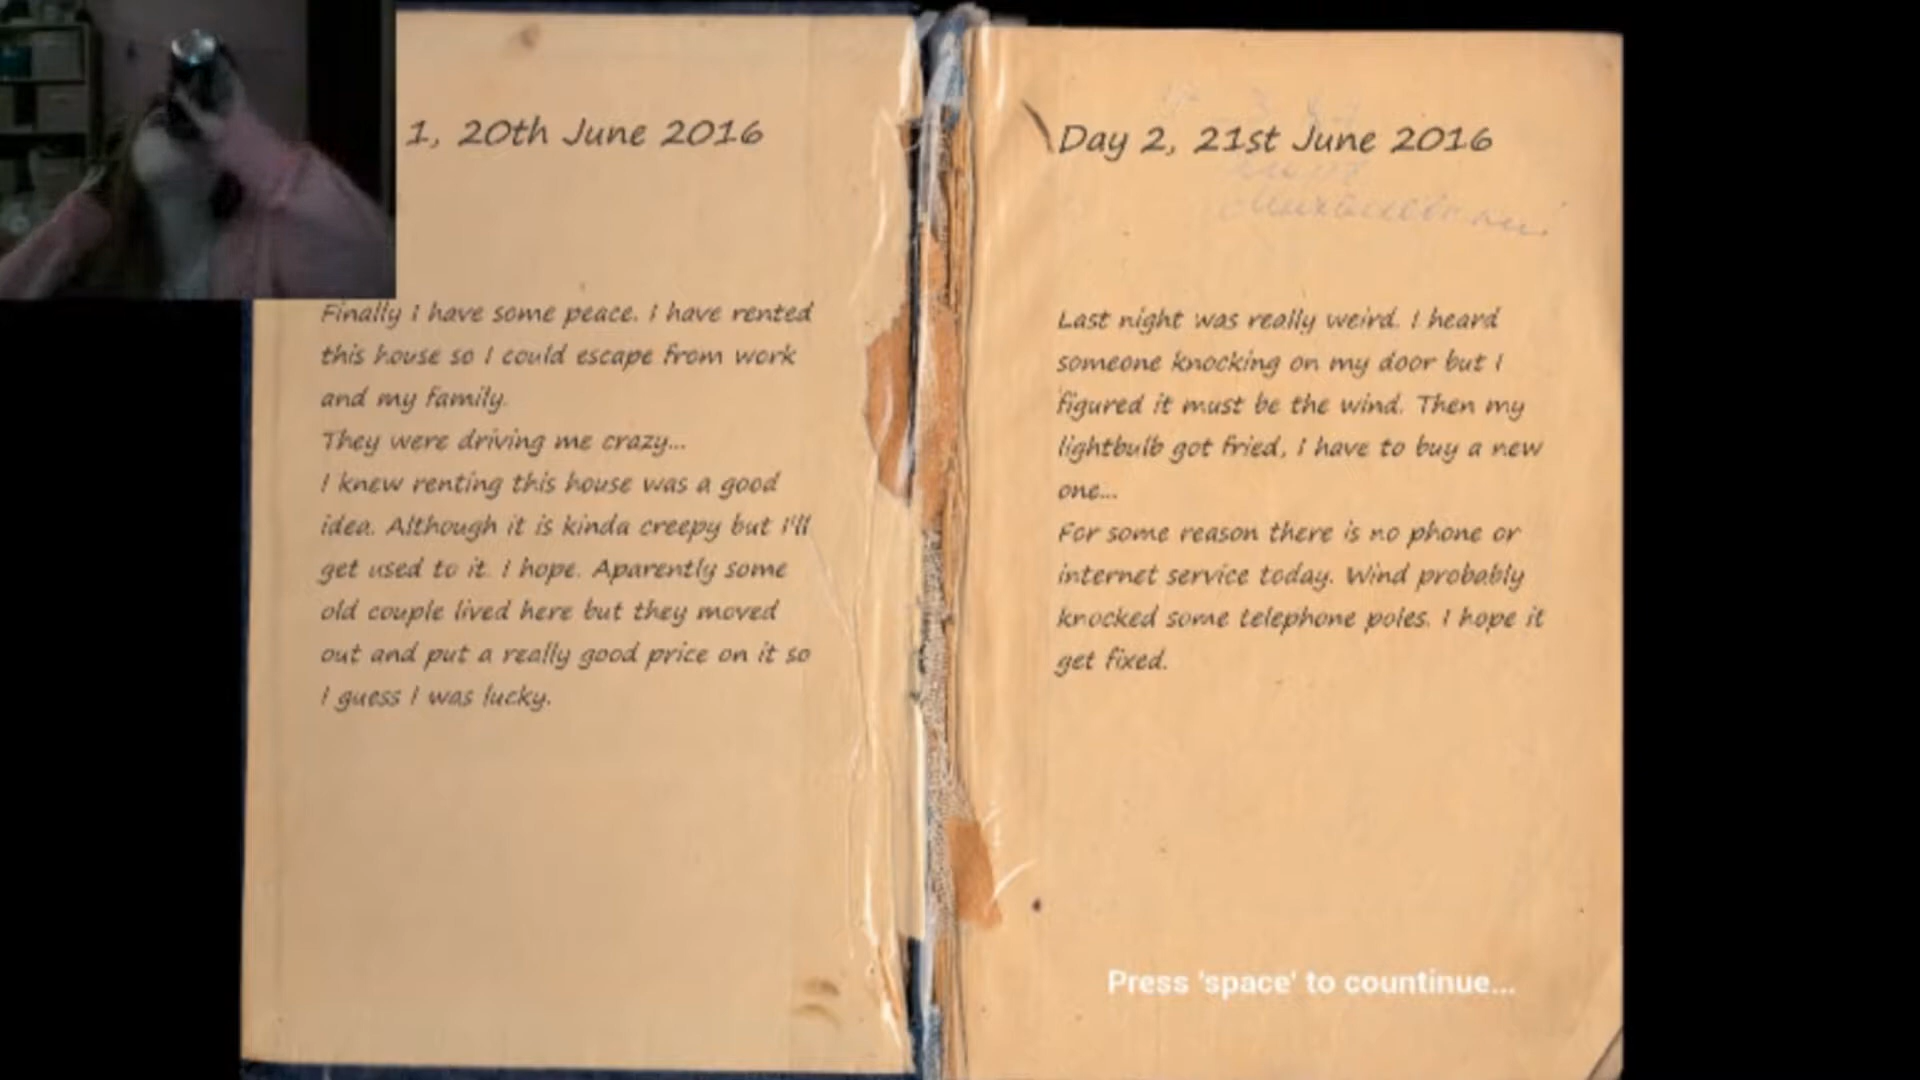 1, 20th June 2016
Finally I have some peace. I have rented
this house so I could escape from work
and my family.
They were driving me crazy...
I knew renting this house was a good
idea. Although it is kinda creepy but I'll
get used to it. I hope. Aparently some
old couple lived here but they moved
out and put a really good price on it so
I guess I was lucky.
Day 2, 21st June 2016
Last night was really weird. I heard
someone knocking on my door but I
figured it must be the wind. Then my
lightbulb got fried, I have to buy a new
one...
For some reason there is no phone or
internet service today. Wind probably
knocked some telephone poles. I hope it
get fixed.
Press 'space' to countinue...